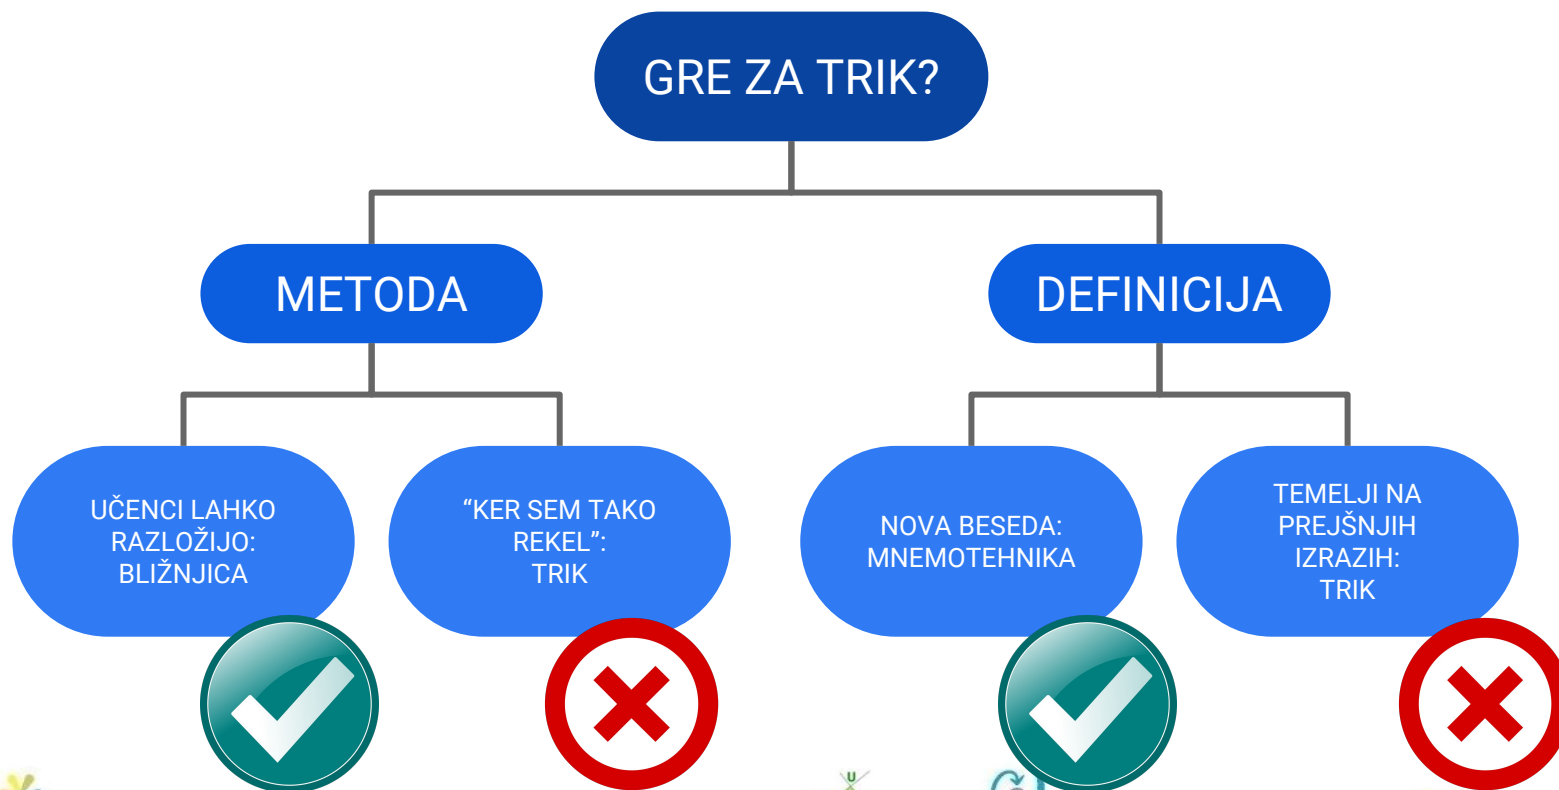 GRE ZA TRIK?
METODA
DEFINICIJA
UČENCI LAHKO
RAZLOŽIJO:
BLIŽNJICA
“KER SEM TAKO
REKEL”:
TRIK
NOVA BESEDA:
MNEMOTEHNIKA
TEMELJI NA
PREJŠNJIH
IZRAZIH:
TRIK
U